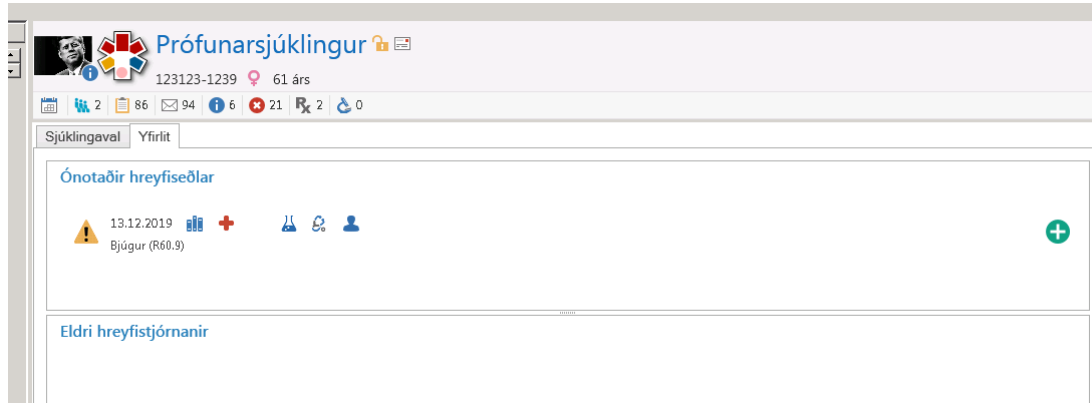 Prófunarsjúklingur
123123-1239 61 árs
2 86 94 6 21 Rx 2 0
Sjúklingaval Yfirlit
Ónotaðir hreyfiseðlar
13.12.2019
Bjúgur (R60.9)
Eldri hreyfistjórnanir